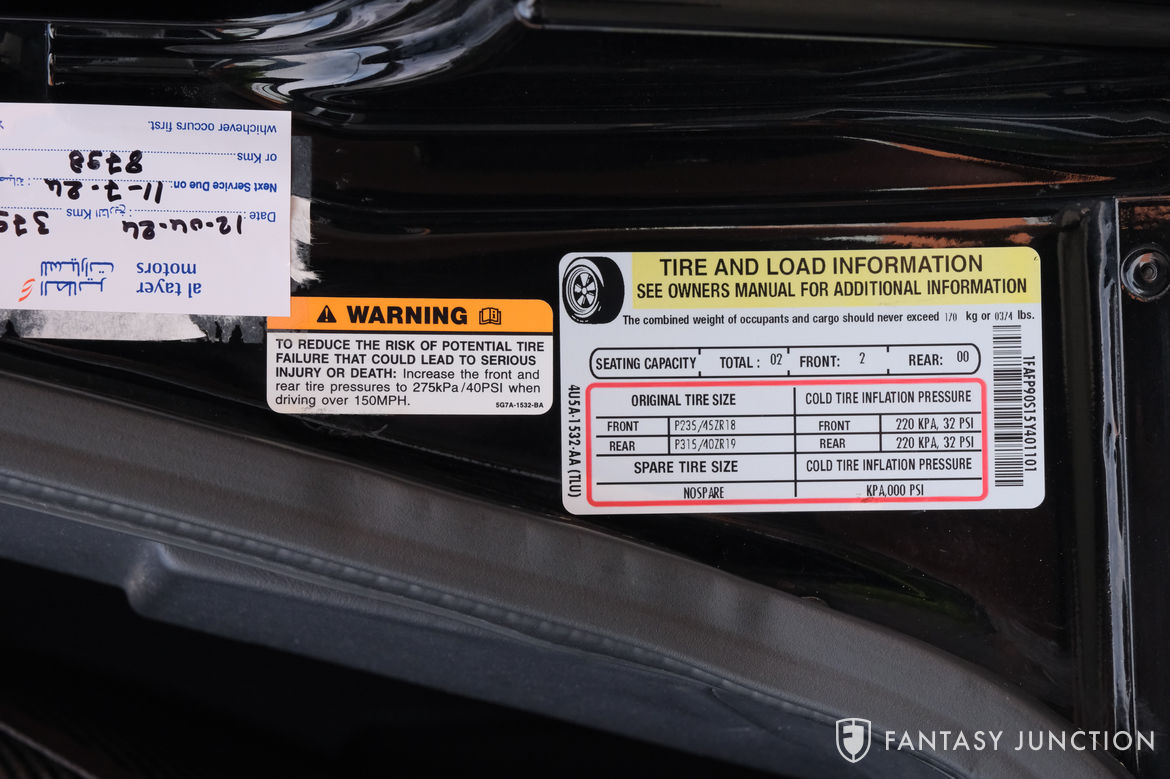 al tayer
motors
الطاير
للسيارات
Date : 12-04-24 التاريخ : Kms
Next Service Due on: 11-7-24
or Kms 8798
whichever occurs first.
WARNING
TO REDUCE THE RISK OF POTENTIAL TIRE
FAILURE THAT COULD LEAD TO SERIOUS
INJURY OR DEATH: Increase the front and
rear tire pressures to 275kPa/40PSI when
driving over 150MPH.
5G7A-1532-BA
TIRE AND LOAD INFORMATION
SEE OWNERS MANUAL FOR ADDITIONAL INFORMATION
The combined weight of occupants and cargo should never exceed 170 kg or 0374 lbs.
SEATING CAPACITY TOTAL : 02 FRONT: 2 REAR: 00
ORIGINAL TIRE SIZE COLD TIRE INFLATION PRESSURE
FRONT P235/45ZR18 FRONT 220 KPA, 32 PSI
REAR P315/40ZR19 REAR 220 KPA, 32 PSI
SPARE TIRE SIZE COLD TIRE INFLATION PRESSURE
NOSPARE KPA,000 PSI
4U5A-1532-AA (TLU)
1FAFP90S15Y401101
FANTASY JUNCTION